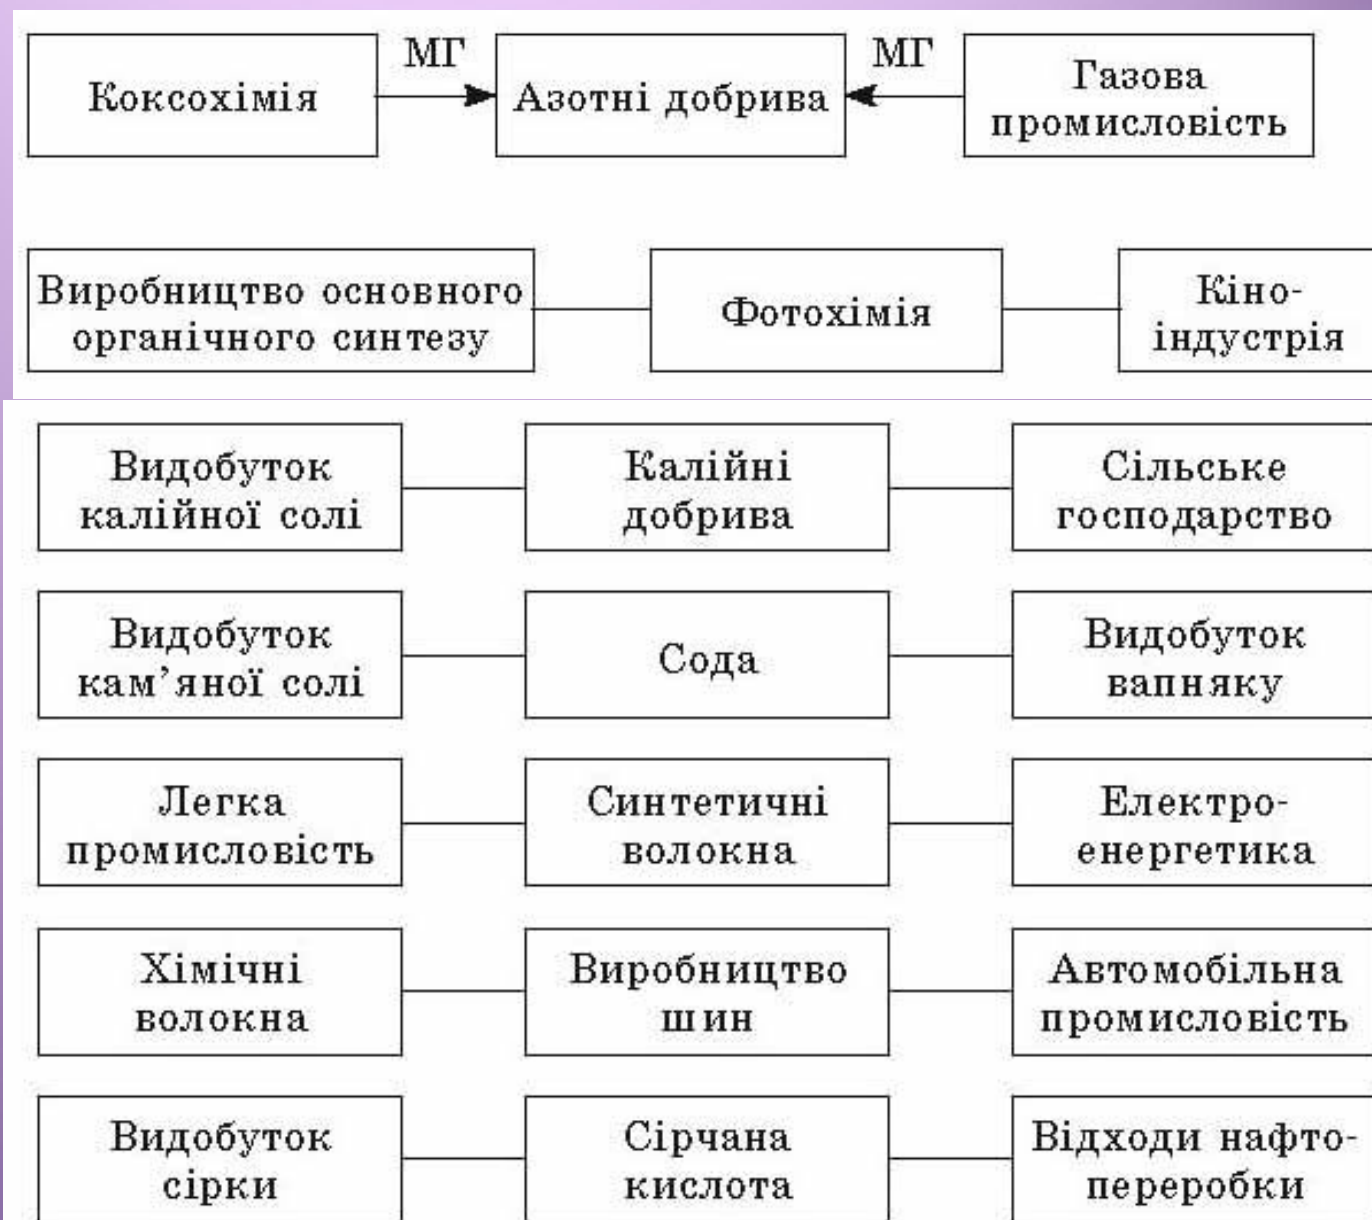 Коксохімія
МГ
Азотні добрива
МГ
Газова
промисловість
Виробництво основного
органічного синтезу
Фотохімія
Кіно-
індустрія
Видобуток
калійної солі
Калійні
добрива
Сільське
господарство
Видобуток
кам’яної солі
Сода
Видобуток
вапняку
Легка
промисловість
Синтетичні
волокна
Електро-
енергетика
Хімічні
волокна
Виробництво
шин
Автомобільна
промисловість
Видобуток
сірки
Сірчана
кислота
Відходи нафто-
переробки